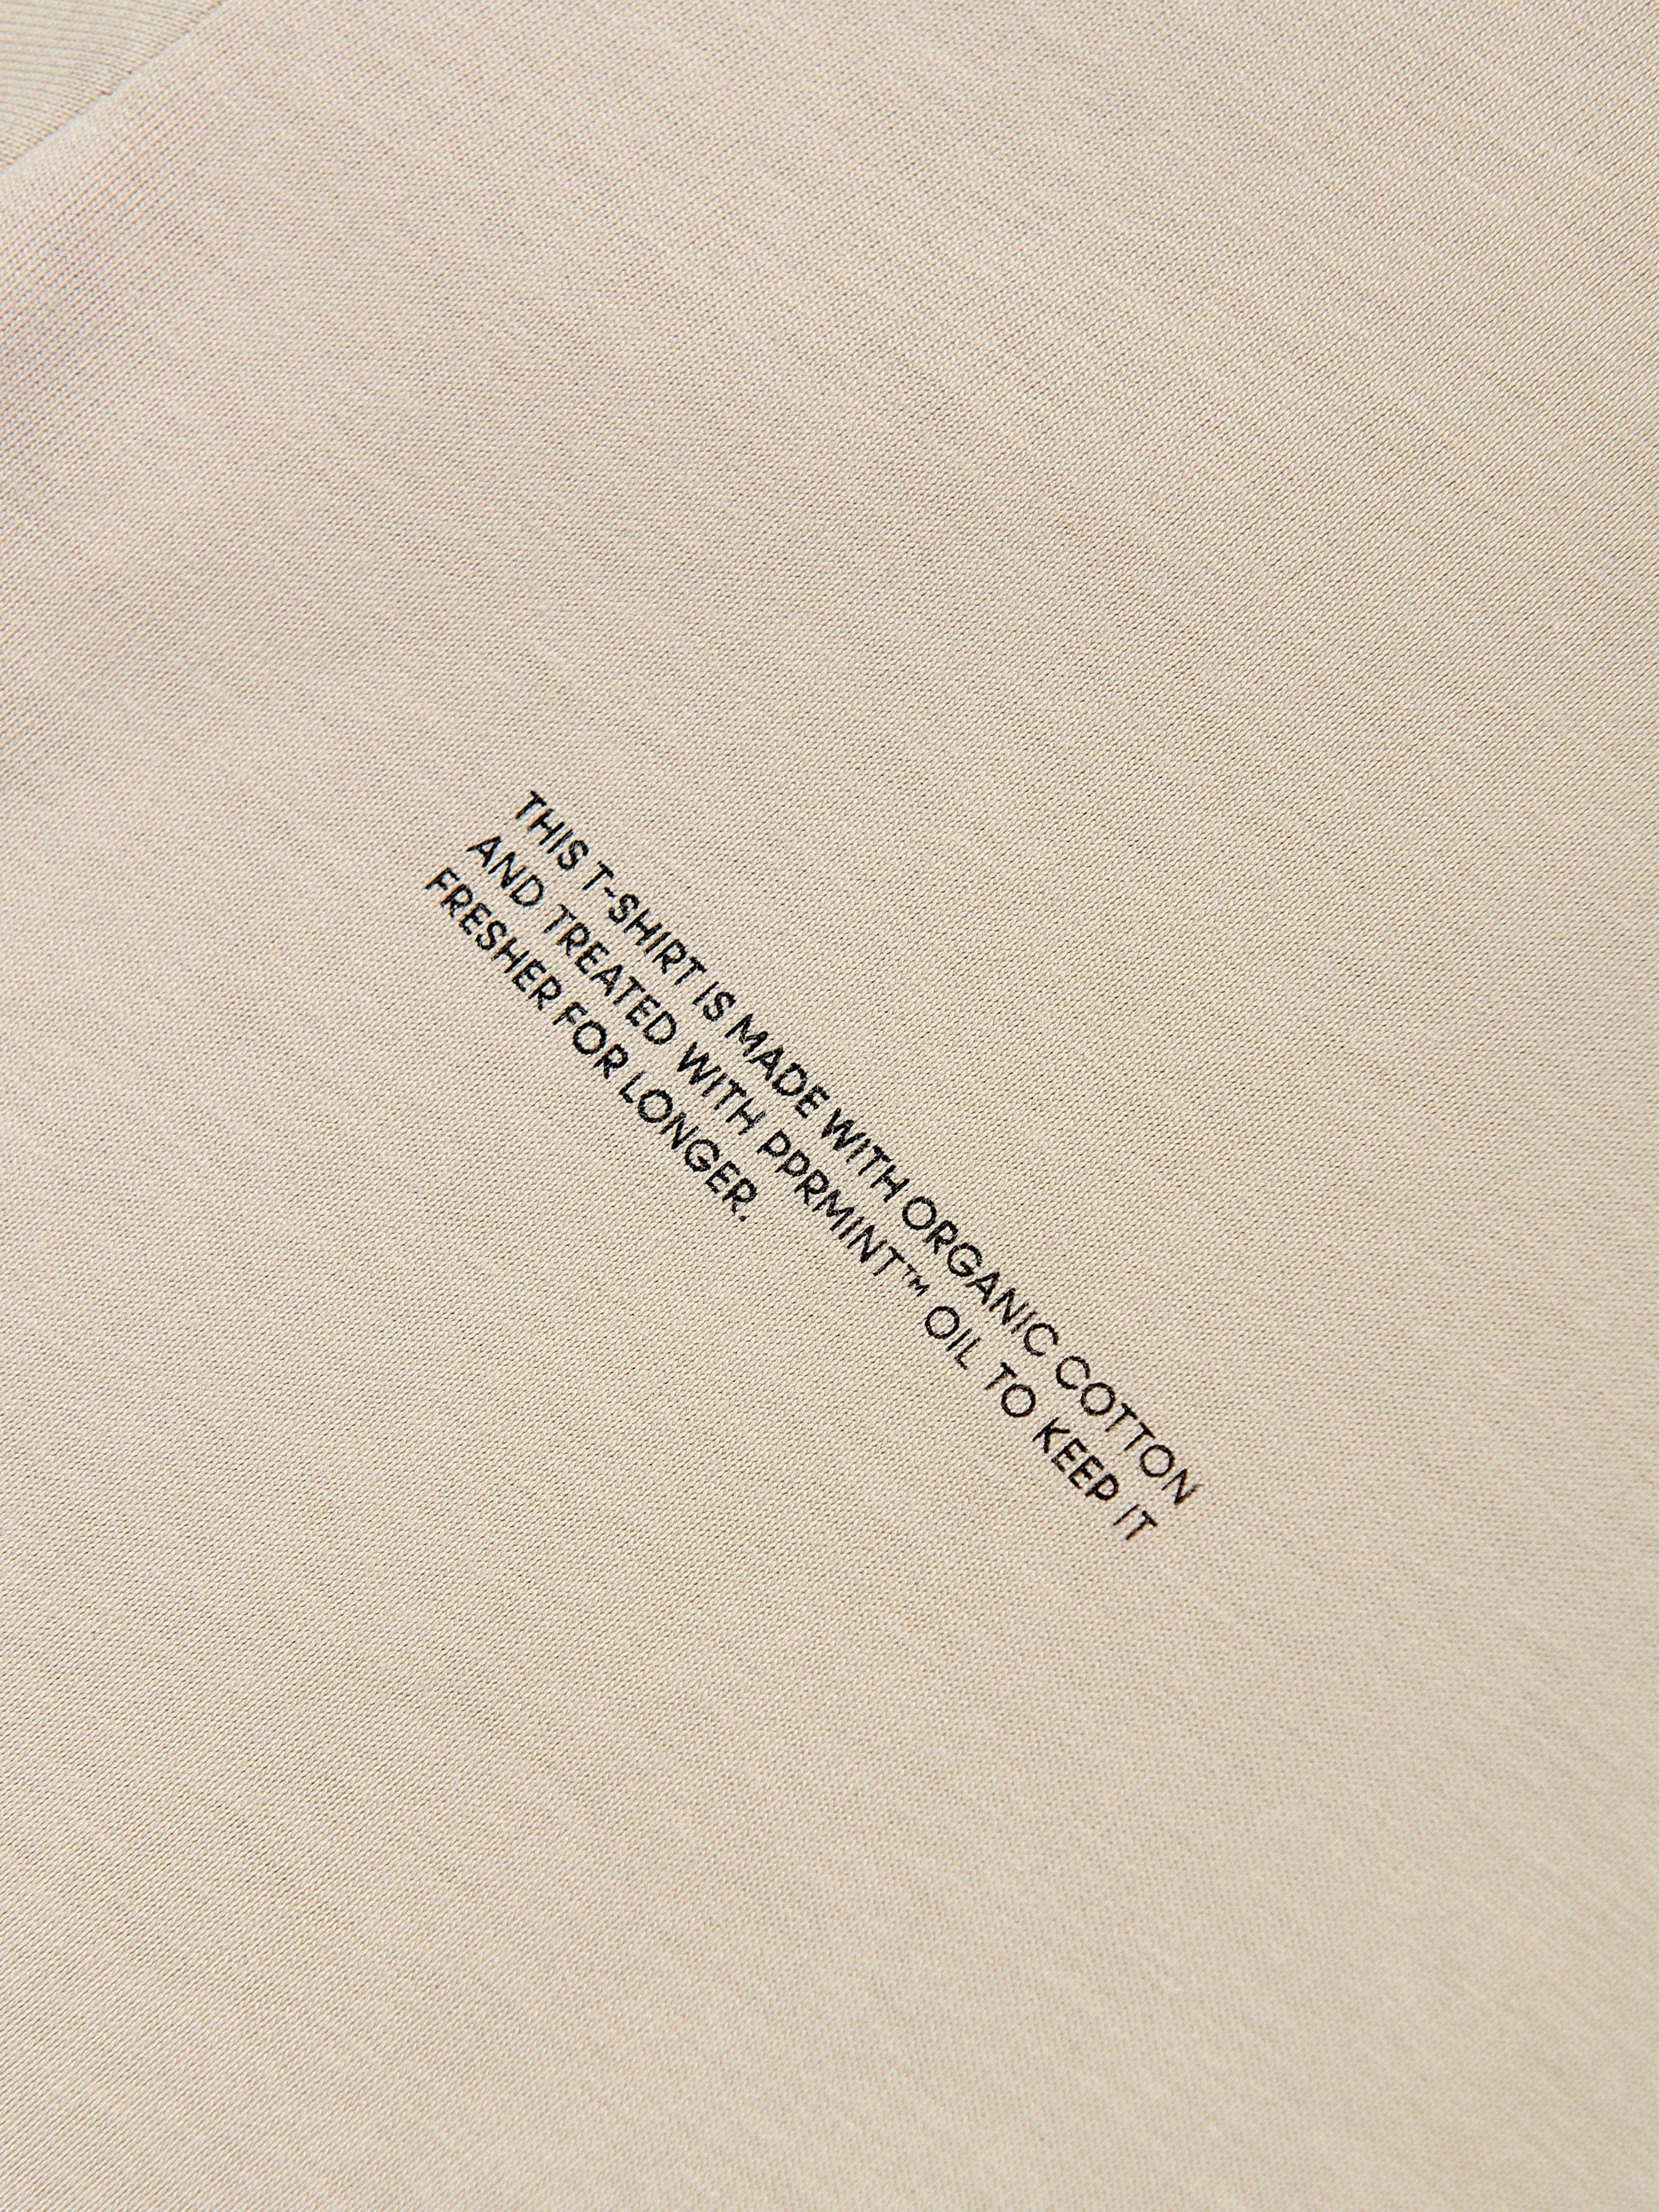 THIS T-SHIRT IS MADE WITH ORGANIC COTTON
AND TREATED WITH PPRMINT™ OIL TO KEEP IT
FRESHER FOR LONGER.